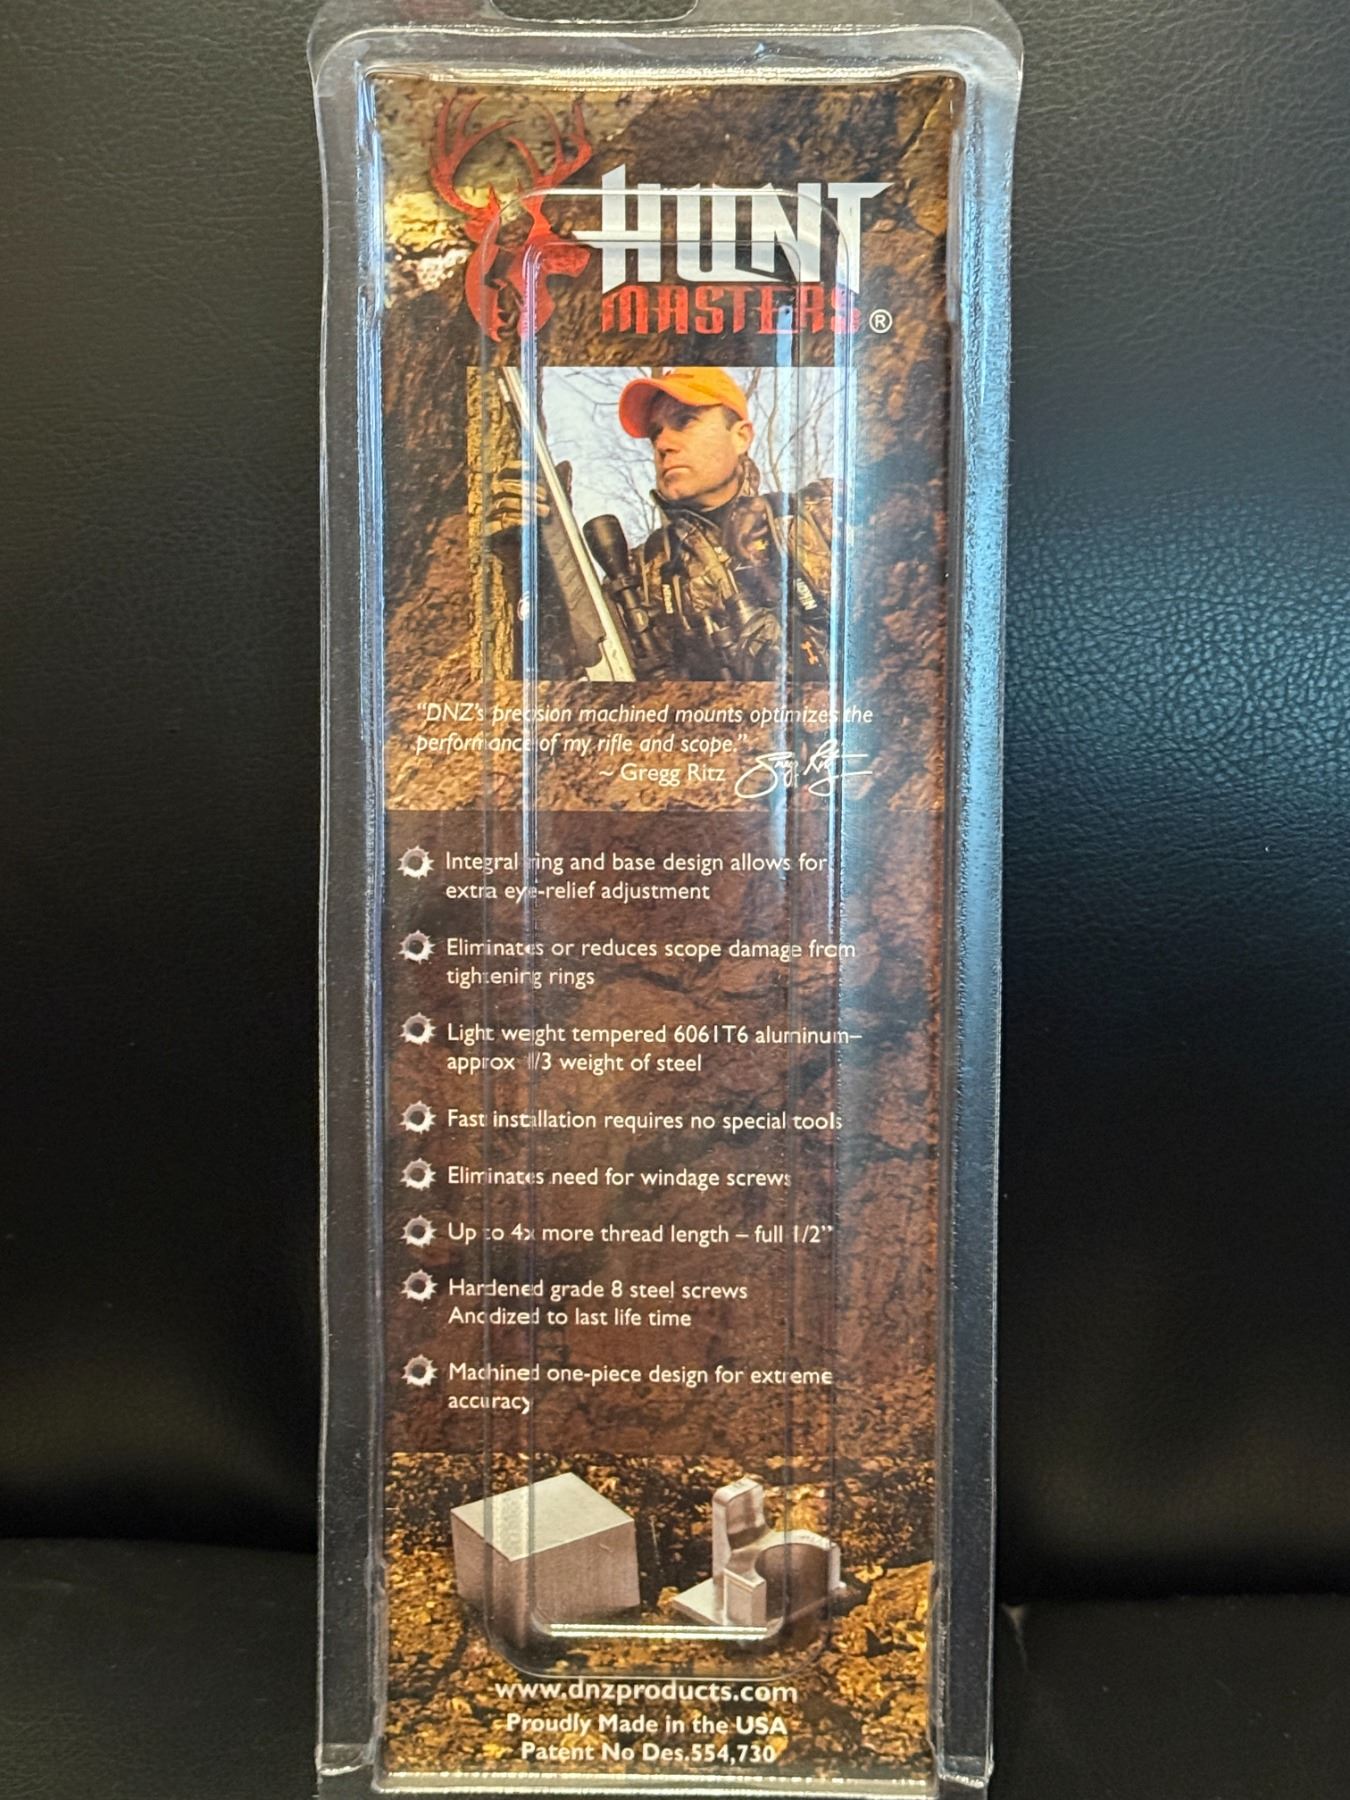 HUNT
MASTERS®
Nikon
Nikon
"DNZ's precision machined mounts optimizes the
performance of my rifle and scope."
~ Gregg Ritz Gregg Ritz
Integral ring and base design allows for
extra eye-relief adjustment
Eliminates or reduces scope damage from
tightening rings
Light weight tempered 6061T6 aluminum–
approx 1/3 weight of steel
Fast installation requires no special tools
Eliminates need for windage screws
Up to 4x more thread length – full 1/2"
Hardened grade 8 steel screws
Anodized to last life time
Machined one-piece design for extreme
accuracy
www.dnzproducts.com
Proudly Made in the USA
Patent No Des.554,730